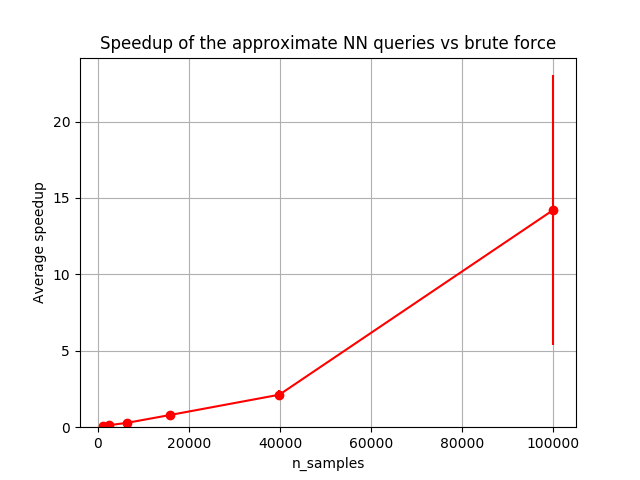 Speedup of the approximate NN queries vs brute force
Average speedup
20
15
10
5
0
0 20000 40000 60000 80000 100000
n_samples